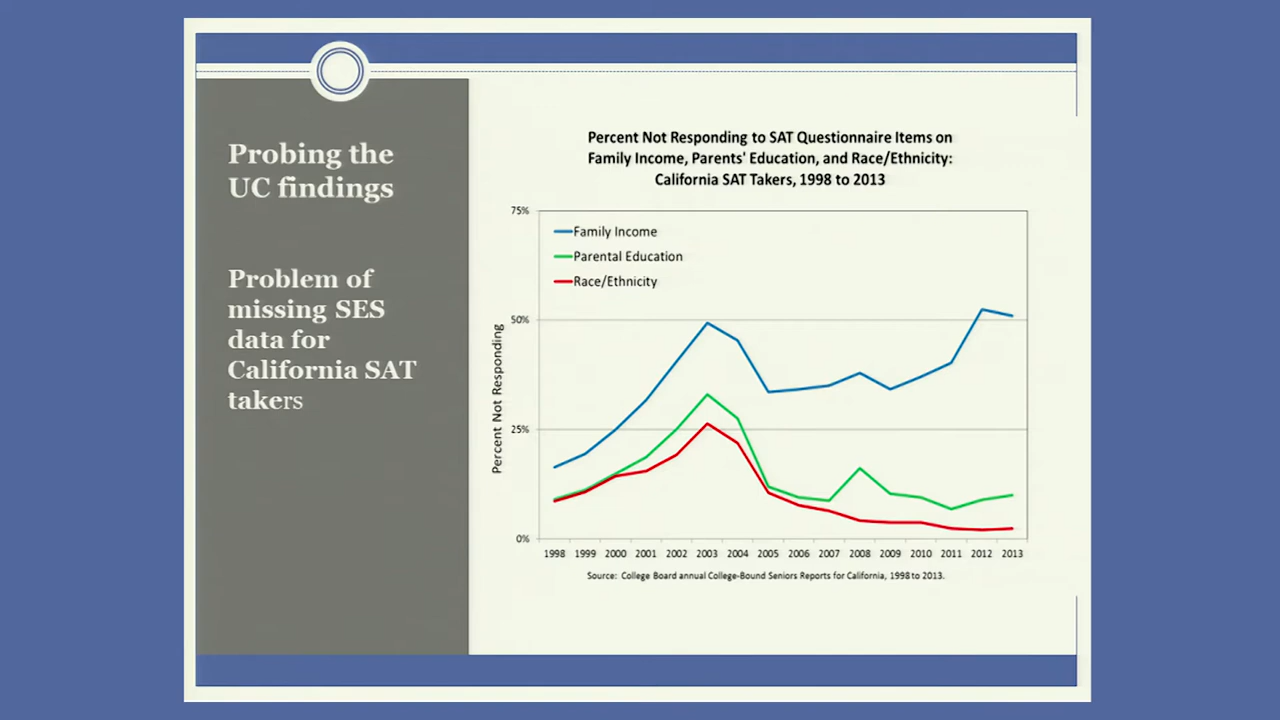 Probing the
UC findings
Problem of
missing SES
data for
California SAT
takers
Percent Not Responding to SAT Questionnaire Items on
Family Income, Parents' Education, and Race/Ethnicity:
California SAT Takers, 1998 to 2013
75%
50%
25%
0%
Percent Not Responding
Family Income
Parental Education
Race/Ethnicity
1998 1999 2000 2001 2002 2003 2004 2005 2006 2007 2008 2009 2010 2011 2012 2013
Source: College Board annual College-Bound Seniors Reports for California, 1998 to 2013.